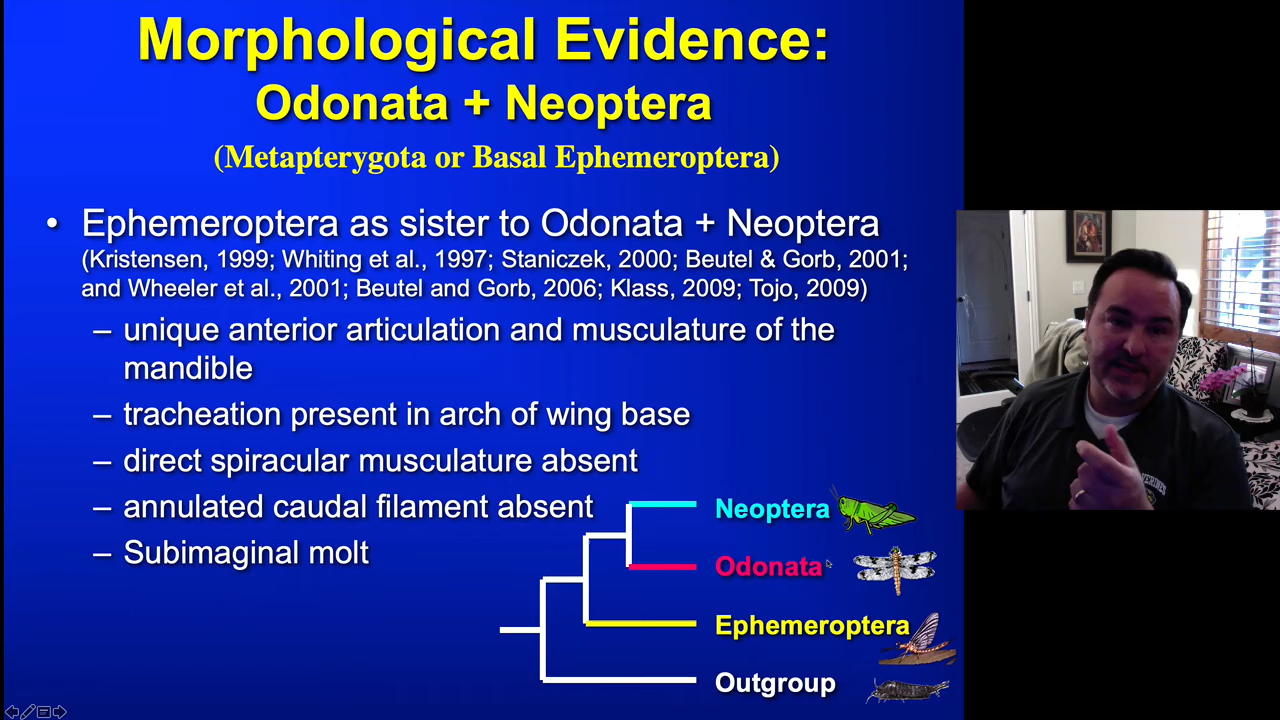 Morphological Evidence:
Odonata + Neoptera
(Metapterygota or Basal Ephemeroptera)
• Ephemeroptera as sister to Odonata + Neoptera
(Kristensen, 1999; Whiting et al., 1997; Staniczek, 2000; Beutel & Gorb, 2001;
and Wheeler et al., 2001; Beutel and Gorb, 2006; Klass, 2009; Tojo, 2009)
– unique anterior articulation and musculature of the
mandible
– tracheation present in arch of wing base
– direct spiracular musculature absent
– annulated caudal filament absent
– Subimaginal molt
Neoptera
Odonata
Ephemeroptera
Outgroup